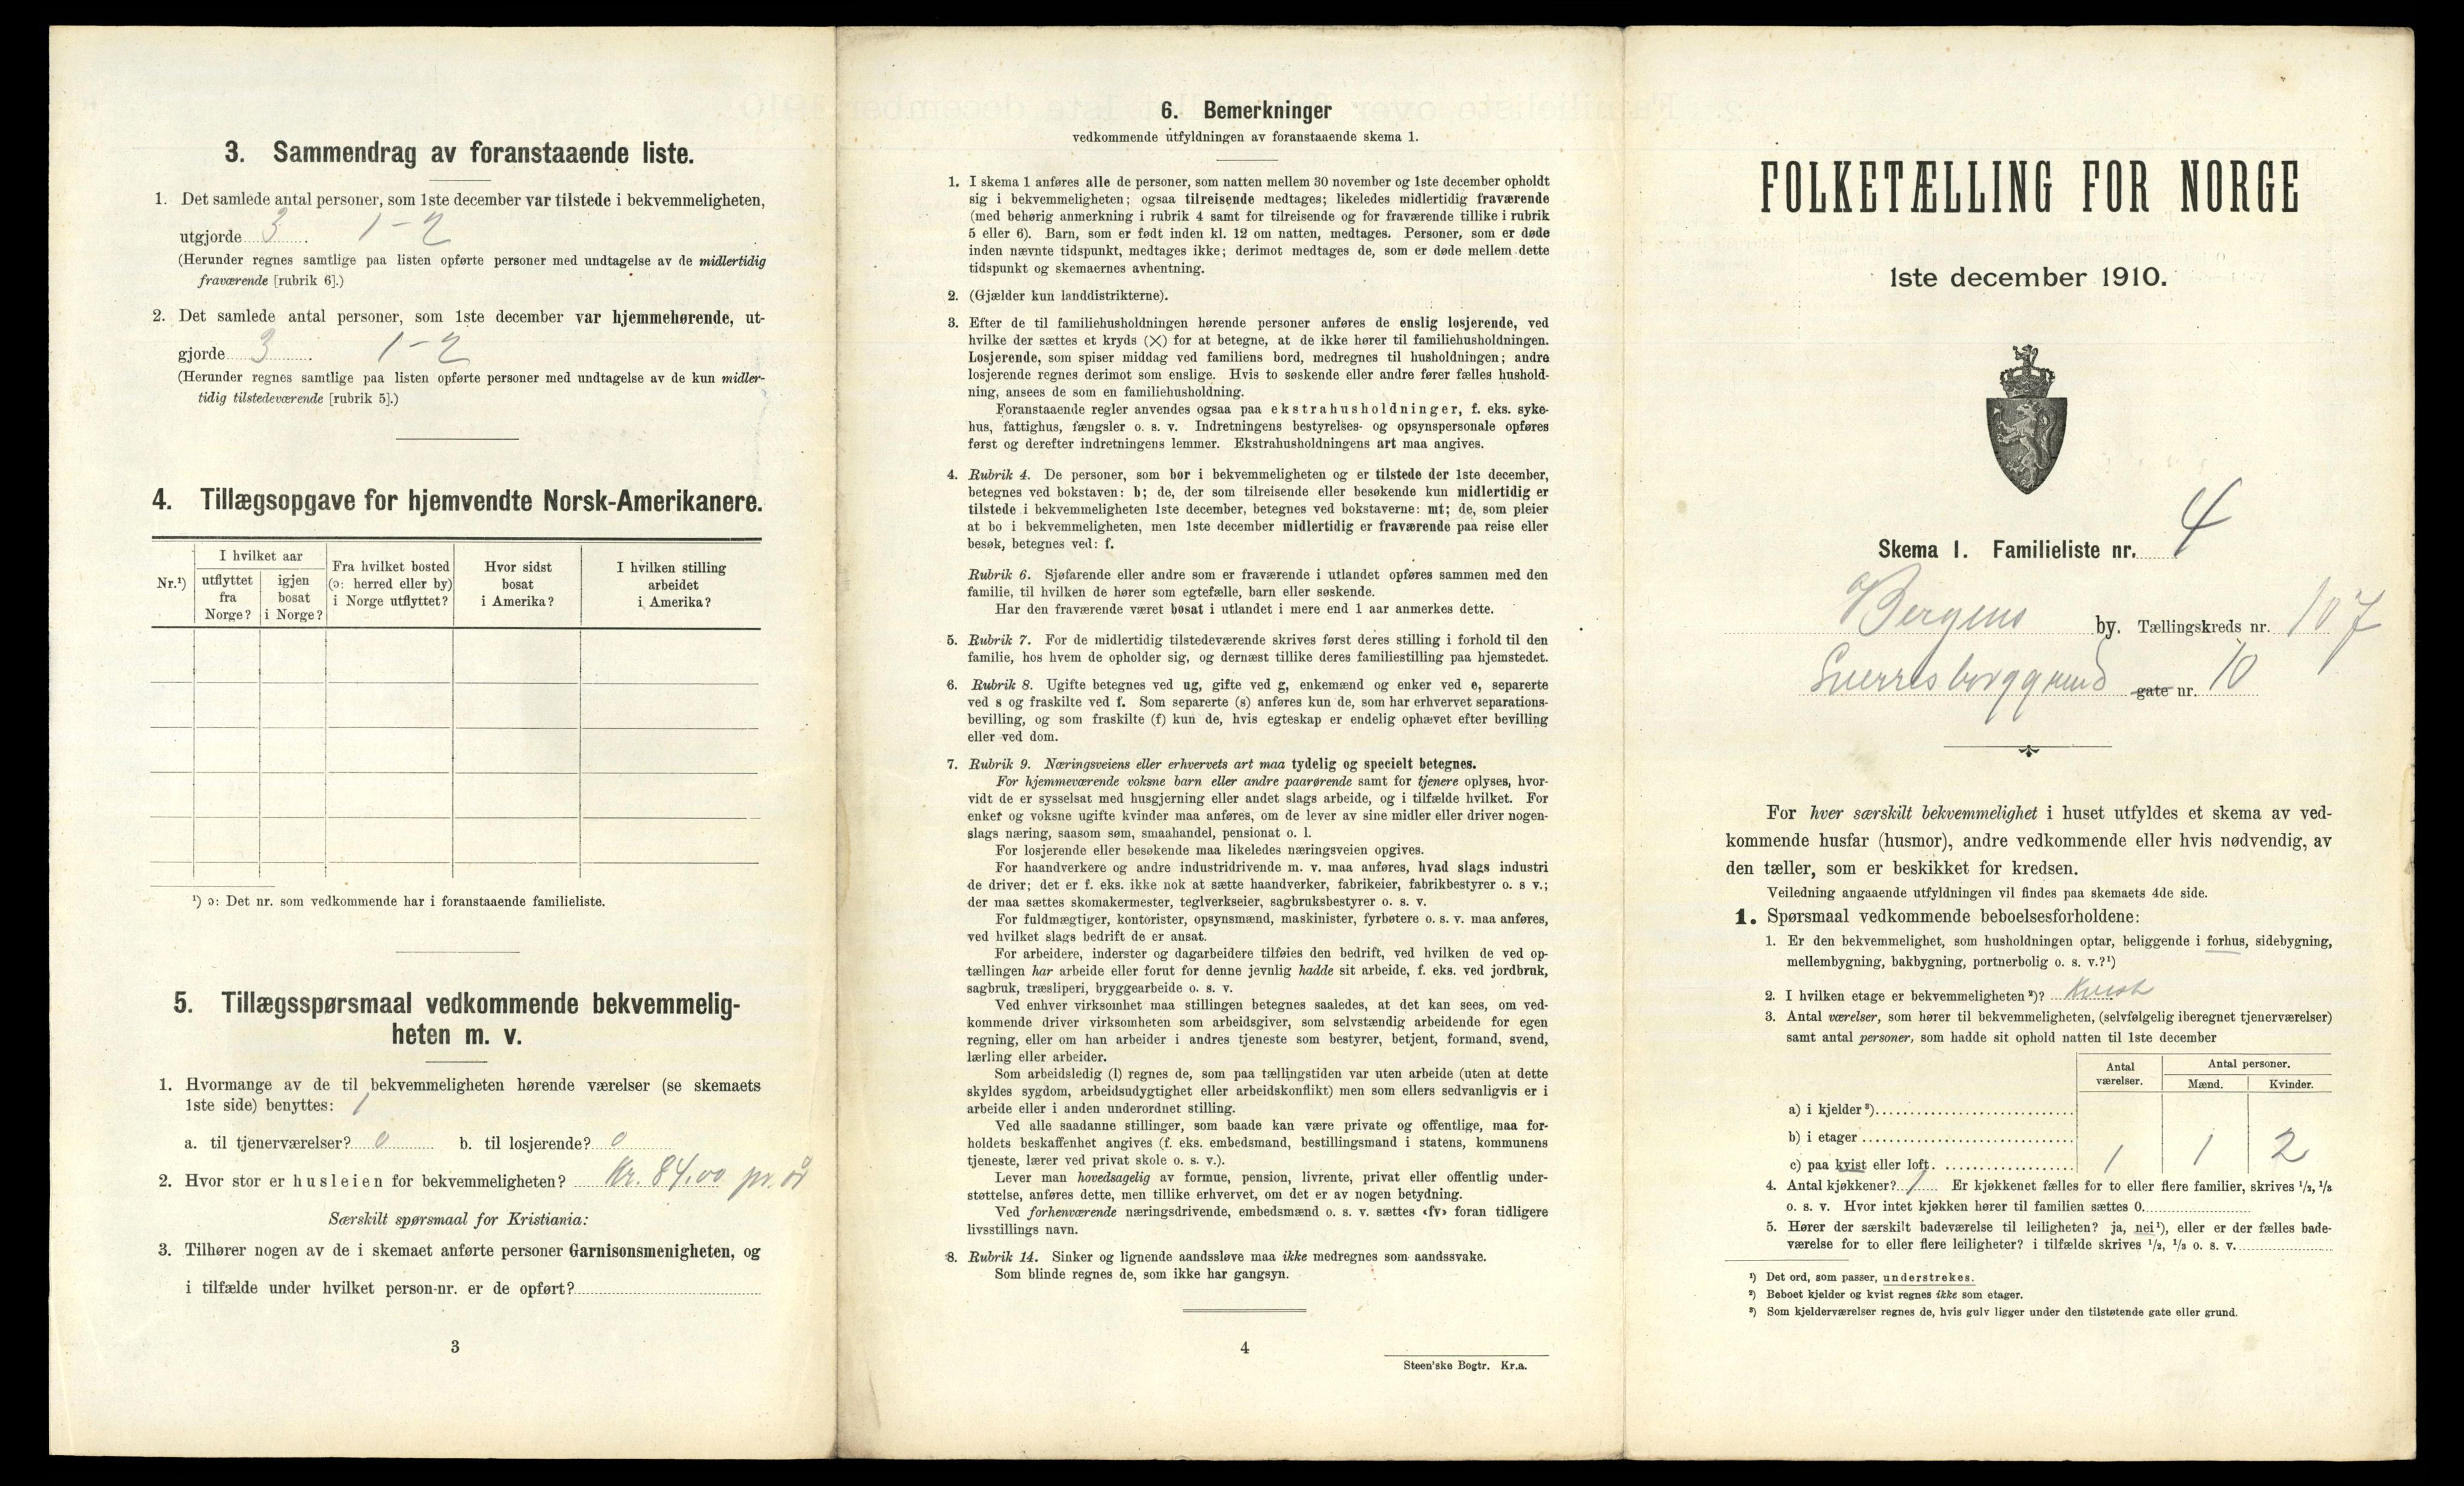 3. Sammendrag av foranstaaende liste.
1. Det samlede antal personer, som 1ste december var tilstede i bekvemmeligheten,
utgjorde 3. 1-2
(Herunder regnes samtlige paa listen opførte personer med undtagelse av de midlertidig
fraværende [rubrik 6].)
2. Det samlede antal personer, som 1ste december var hjemmehørende, ut-
gjorde 3. 1-2
(Herunder regnes samtlige paa listen opførte personer med undtagelse av de kun midler-
tidig tilstedeværende [rubrik 5].)
4. Tillægsopgave for hjemvendte Norsk-Amerikanere.
Nr.¹)
I hvilket aar
utflyttet
fra
Norge?
igjen
bosat
i Norge?
Fra hvilket bosted
(ɔ: herred eller by)
i Norge utflyttet?
Hvor sidst
bosat
i Amerika?
I hvilken stilling
arbeidet
i Amerika?
¹) ɔ: Det nr. som vedkommende har i foranstaaende familieliste.
5. Tillægsspørsmaal vedkommende bekvemmelig-
heten m. v.
1. Hvormange av de til bekvemmeligheten hørende værelser (se skemaets
1ste side) benyttes: 1
a. til tjenerværelser? 0 b. til losjerende? 0
2. Hvor stor er husleien for bekvemmeligheten? Kr. 84,00 pr. år
Særskilt spørsmaal for Kristiania:
3. Tilhører nogen av de i skemaet anførte personer Garnisonsmenigheten, og
i tilfælde under hvilket person-nr. er de opført?
3
6. Bemerkninger
vedkommende utfyldningen av foranstaaende skema 1.
1. I skema 1 anføres alle de personer, som natten mellem 30 november og 1ste december opholdt
sig i bekvemmeligheten; ogsaa tilreisende medtages; likeledes midlertidig fraværende
(med behørig anmerkning i rubrik 4 samt for tilreisende og for fraværende tillike i rubrik
5 eller 6). Barn, som er født inden kl. 12 om natten, medtages. Personer, som er døde
inden nævnte tidspunkt, medtages ikke; derimot medtages de, som er døde mellem dette
tidspunkt og skemaernes avhentning.
2. (Gjælder kun landdistrikterne).
3. Efter de til familiehusholdningen hørende personer anføres de enslig losjerende, ved
hvilke der sættes et kryds (×) for at betegne, at de ikke hører til familiehusholdningen.
Losjerende, som spiser middag ved familiens bord, medregnes til husholdningen; andre
losjerende regnes derimot som enslige. Hvis to søskende eller andre fører fælles hushold-
ning, ansees de som en familiehusholdning.
Foranstaaende regler anvendes ogsaa paa ekstrahusholdninger, f. eks. syke-
hus, fattighus, fængsler o. s. v. Indretningens bestyrelses- og opsynspersonale opføres
først og derefter indretningens lemmer. Ekstrahusholdningens art maa angives.
4. Rubrik 4. De personer, som bor i bekvemmeligheten og er tilstede der 1ste december,
betegnes ved bokstaven: b; de, der som tilreisende eller besøkende kun midlertidig er
tilstede i bekvemmeligheten 1ste december, betegnes ved bokstaverne: mt; de, som pleier
at bo i bekvemmeligheten, men 1ste december midlertidig er fraværende paa reise eller
besøk, betegnes ved: f.
Rubrik 6. Sjøfarende eller andre som er fraværende i utlandet opføres sammen med den
familie, til hvilken de hører som egtefælle, barn eller søskende.
Har den fraværende været bosat i utlandet i mere end 1 aar anmerkes dette.
5. Rubrik 7. For de midlertidig tilstedeværende skrives først deres stilling i forhold til den
familie, hos hvem de opholder sig, og dernæst tillike deres familiestilling paa hjemstedet.
6. Rubrik 8. Ugifte betegnes ved ug, gifte ved g, enkemænd og enker ved e, separerte
ved s og fraskilte ved f. Som separerte (s) anføres kun de, som har erhvervet separations-
bevilling, og som fraskilte (f) kun de, hvis egteskap er endelig ophævet efter bevilling
eller ved dom.
7. Rubrik 9. Næringsveiens eller erhvervets art maa tydelig og specielt betegnes.
For hjemmeværende voksne barn eller andre paarørende samt for tjenere oplyses, hvor-
vidt de er sysselsat med husgjerning eller andet slags arbeide, og i tilfælde hvilket. For
enker og voksne ugifte kvinder maa anføres, om de lever av sine midler eller driver nogen-
slags næring, saasom søm, smaahandel, pensionat o. l.
For losjerende eller besøkende maa likeledes næringsveien opgives.
For haandverkere og andre industridrivende m. v. maa anføres, hvad slags industri
de driver; det er f. eks. ikke nok at sætte haandverker, fabrikeier, fabrikbestyrer o. s v.;
der maa sættes skomakermester, teglverkseier, sagbruksbestyrer o. s. v.
For fuldmægtiger, kontorister, opsynsmænd, maskinister, fyrbøtere o. s. v. maa anføres,
ved hvilket slags bedrift de er ansat.
For arbeidere, inderster og dagarbeidere tilføies den bedrift, ved hvilken de ved op-
tællingen har arbeide eller forut for denne jevnlig hadde sit arbeide, f. eks. ved jordbruk,
sagbruk, træsliperi, bryggearbeide o. s. v.
Ved enhver virksomhet maa stillingen betegnes saaledes, at det kan sees, om ved-
kommende driver virksomheten som arbeidsgiver, som selvstændig arbeidende for egen
regning, eller om han arbeider i andres tjeneste som bestyrer, betjent, formand, svend,
lærling eller arbeider.
Som arbeidsledig (l) regnes de, som paa tællingstiden var uten arbeide (uten at dette
skyldes sygdom, arbeidsudygtighet eller arbeidskonflikt) men som ellers sedvanligvis er i
arbeide eller i anden underordnet stilling.
Ved alle saadanne stillinger, som baade kan være private og offentlige, maa for-
holdets beskaffenhet angives (f. eks. embedsmand, bestillingsmand i statens, kommunens
tjeneste, lærer ved privat skole o. s. v.).
Lever man hovedsagelig av formue, pension, livrente, privat eller offentlig under-
støttelse, anføres dette, men tillike erhvervet, om det er av nogen betydning.
Ved forhenværende næringsdrivende, embedsmænd o. s. v. sættes «fv» foran tidligere
livsstillings navn.
8. Rubrik 14. Sinker og lignende aandssløve maa ikke medregnes som aandssvake.
Som blinde regnes de, som ikke har gangsyn.
4
Steen'ske Bogtr. Kr.a.
FOLKETÆLLING FOR NORGE
1ste december 1910.
Skema 1. Familieliste nr. 4
Bergens by. Tællingskreds nr. 107
Sverresborggrund gate nr. 10
For hver særskilt bekvemmelighet i huset utfyldes et skema av ved-
kommende husfar (husmor), andre vedkommende eller hvis nødvendig, av
den tæller, som er beskikket for kredsen.
Veiledning angaaende utfyldningen vil findes paa skemaets 4de side.
1. Spørsmaal vedkommende beboelsesforholdene:
1. Er den bekvemmelighet, som husholdningen optar, beliggende i forhus, sidebygning,
mellembygning, bakbygning, portnerbolig o. s. v.?¹)
2. I hvilken etage er bekvemmeligheten²)? Kvist
3. Antal værelser, som hører til bekvemmeligheten, (selvfølgelig iberegnet tjenerværelser)
samt antal personer, som hadde sit ophold natten til 1ste december
Antal
værelser.
Antal personer.
Mænd. Kvinder.
a) i kjelder³)
b) i etager
c) paa kvist eller loft. 1 1 2
4. Antal kjøkkener? 1 Er kjøkkenet fælles for to eller flere familier, skrives ¹/₂, ¹/₃
o. s. v. Hvor intet kjøkken hører til familien sættes 0.
5. Hører der særskilt badeværelse til leiligheten? ja, nei¹), eller er der fælles bade-
værelse for to eller flere leiligheter? i tilfælde skrives ¹/₂, ¹/₃ o. s. v.
¹) Det ord, som passer, understrekes.
²) Beboet kjelder og kvist regnes ikke som etager.
³) Som kjelderværelser regnes de, hvis gulv ligger under den tilstøtende gate eller grund.